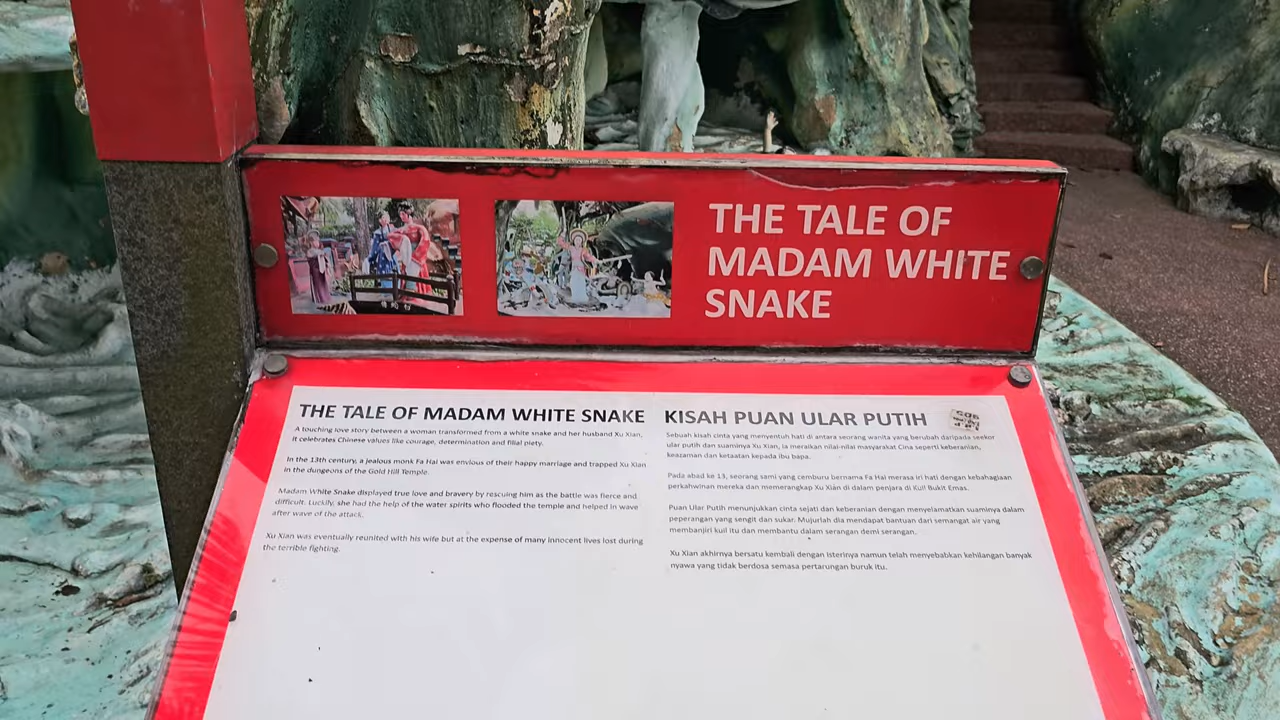 THE TALE OF
MADAM WHITE
SNAKE
THE TALE OF MADAM WHITE SNAKE
A touching love story between a woman transformed from a white snake and her husband Xu Xian,
it celebrates Chinese values like courage, determination and filial piety.
In the 13th century, a jealous monk Fa Hai was envious of their happy marriage and trapped Xu Xian
in the dungeons of the Gold Hill Temple.
Madam White Snake displayed true love and bravery by rescuing him as the battle was fierce and
difficult. Luckily, she had the help of the water spirits who flooded the temple and helped in wave
after wave of the attack.
Xu Xian was eventually reunited with his wife but at the expense of many innocent lives lost during
the terrible fighting.
KISAH PUAN ULAR PUTIH
Sebuah kisah cinta yang menyentuh hati di antara seorang wanita yang berubah daripada seekor
ular putih dan suaminya Xu Xian, ia meraikan nilai-nilai masyarakat Cina seperti keberanian,
keazaman dan ketaatan kepada ibu bapa.
Pada abad ke 13, seorang sami yang cemburu bernama Fa Hai merasa iri hati dengan kebahagiaan
perkahwinan mereka dan memerangkap Xu Xian di dalam penjara di Kuil Bukit Emas.
Puan Ular Putih menunjukkan cinta sejati dan keberanian dengan menyelamatkan suaminya dalam
peperangan yang sengit dan sukar. Mujurlah dia mendapat bantuan dari semangat air yang
membanjiri kuil itu dan membantu dalam serangan demi serangan.
Xu Xian akhirnya bersatu kembali dengan isterinya namun telah menyebabkan kehilangan banyak
nyawa yang tidak berdosa semasa pertarungan buruk itu.